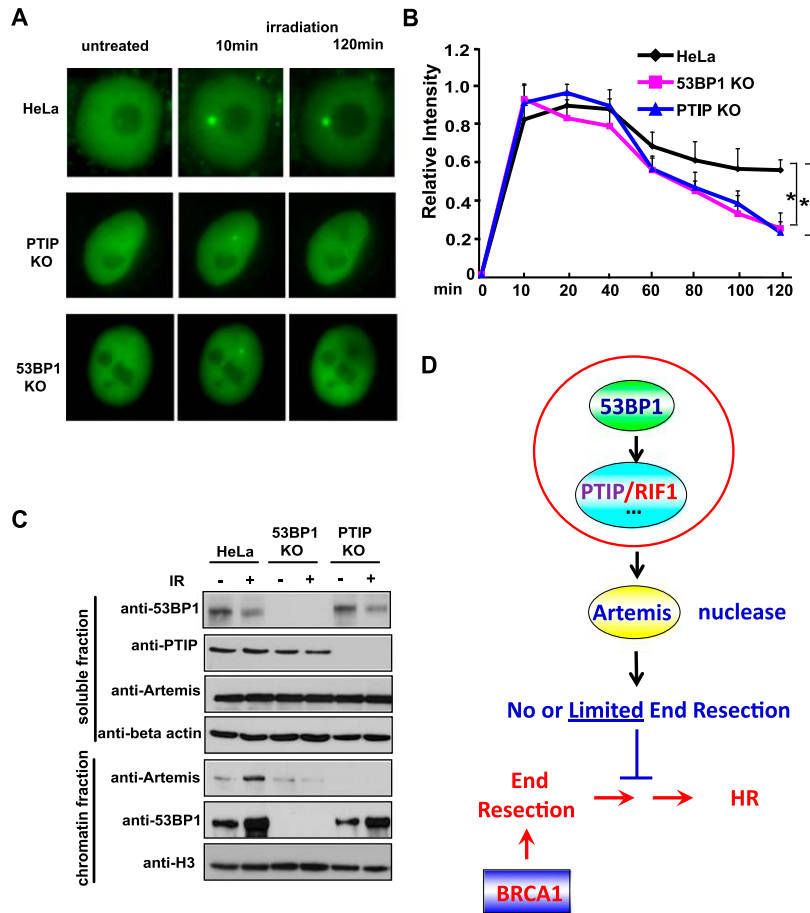 A
irradiation
untreated
10min
120min
HeLa
PTIP
KO
53BP1
KO
B
Relative Intensity
1.2
1.0
0.8
0.6
0.4
0.2
0
min
0
10
20
40
60
80
100
120
HeLa
53BP1 KO
PTIP KO
*
*
C
HeLa
53BP1
KO
PTIP
KO
IR
-
+
-
+
-
+
soluble fraction
anti-53BP1
anti-PTIP
anti-Artemis
anti-beta actin
chromatin fraction
anti-Artemis
anti-53BP1
anti-H3
D
53BP1
PTIP/RIF1
...
Artemis
nuclease
No or Limited End Resection
End
Resection
HR
BRCA1